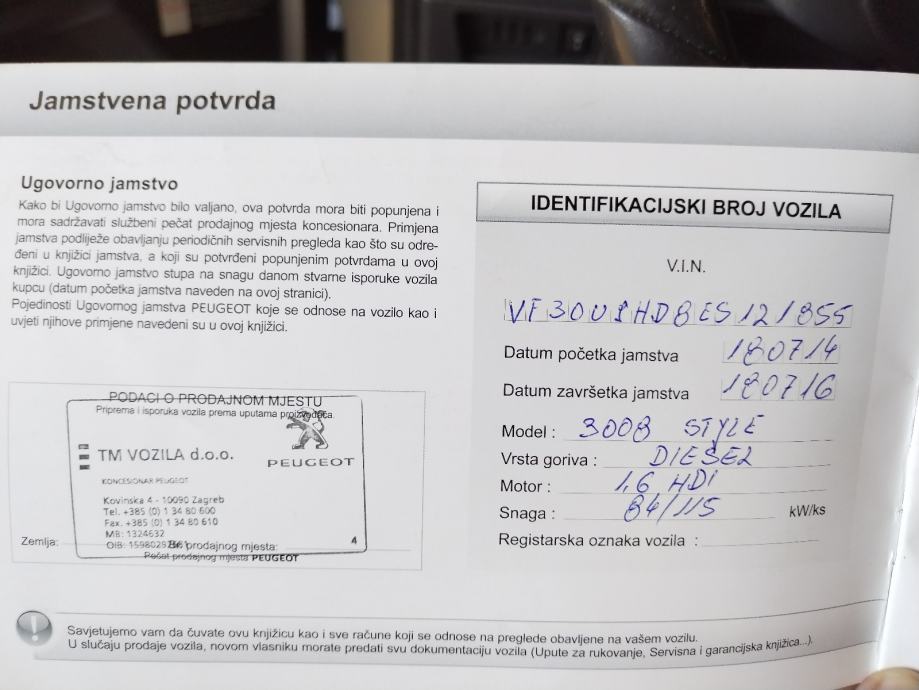 Jamstvena potvrda
Ugovorno jamstvo
Kako bi Ugovorno jamstvo bilo valjano, ova potvrda mora biti popunjena i
mora sadržavati službeni pečat prodajnog mjesta koncesionara. Primjena
jamstva podliježe obavljanju periodičnih servisnih pregleda kao što su odre-
đeni u knjižici jamstva, a koji su potvrđeni popunjenim potvrdama u ovoj
knjižici. Ugovorno jamstvo stupa na snagu danom stvarne isporuke vozila
kupcu (datum početka jamstva naveden na ovoj stranici).
Pojedinosti Ugovornog jamstva PEUGEOT koje se odnose na vozilo kao i
uvjeti njihove primjene navedeni su u ovoj knjižici.
PODACI O PRODAJNOM MJESTU
Priprema i isporuka vozila prema uputama proizvođača.
TM VOZILA d.o.o.
PEUGEOT
KONCESIONAR PEUGEOT
Kovinska 4 - 10090 Zagreb
Tel. +385 (0) 1 34 80 600
Fax. +385 (0) 1 34 80 610
MB: 1324632
OIB:
Zemlja:
Br. prodajnog mjesta:
4
Pečat prodajnog mjesta PEUGEOT
IDENTIFIKACIJSKI BROJ VOZILA
V.I.N.
VF30U9HD8ES121855
Datum početka jamstva 180714
Datum završetka jamstva 180716
Model : 3008 STYLE
Vrsta goriva : DIESEL
Motor : 1,6 HDI
Snaga : 84/115 kW/ks
Registarska oznaka vozila :
Savjetujemo vam da čuvate ovu knjižicu kao i sve račune koji se odnose na preglede obavljene na vašem vozilu.
U slučaju prodaje vozila, novom vlasniku morate predati svu dokumentaciju vozila (Upute za rukovanje, Servisna i garancijska knjižica...).